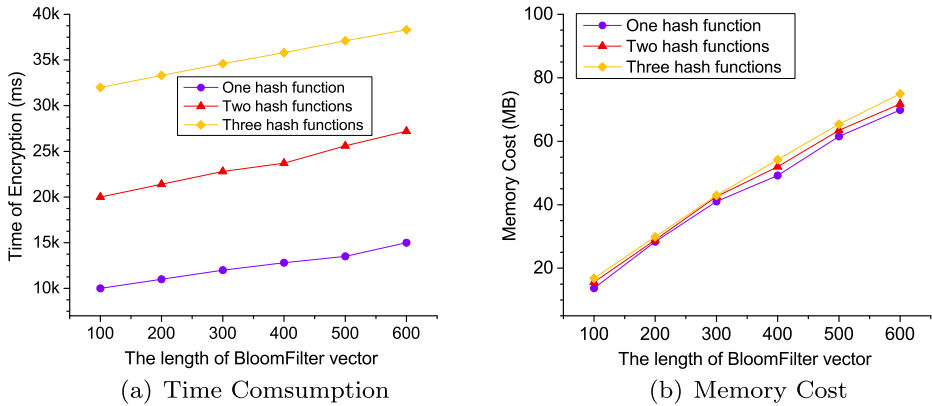 40k
35k
30k
25k
20k
15k
10k
Time of Encryption (ms)
One hash function
Two hash functions
Three hash functions
100 200 300 400 500 600
The length of BloomFilter vector
(a) Time Comsumption
One hash function
Two hash functions
Three hash functions
100
80
60
40
20
Memory Cost (MB)
100 200 300 400 500 600
The length of BloomFilter vector
(b) Memory Cost